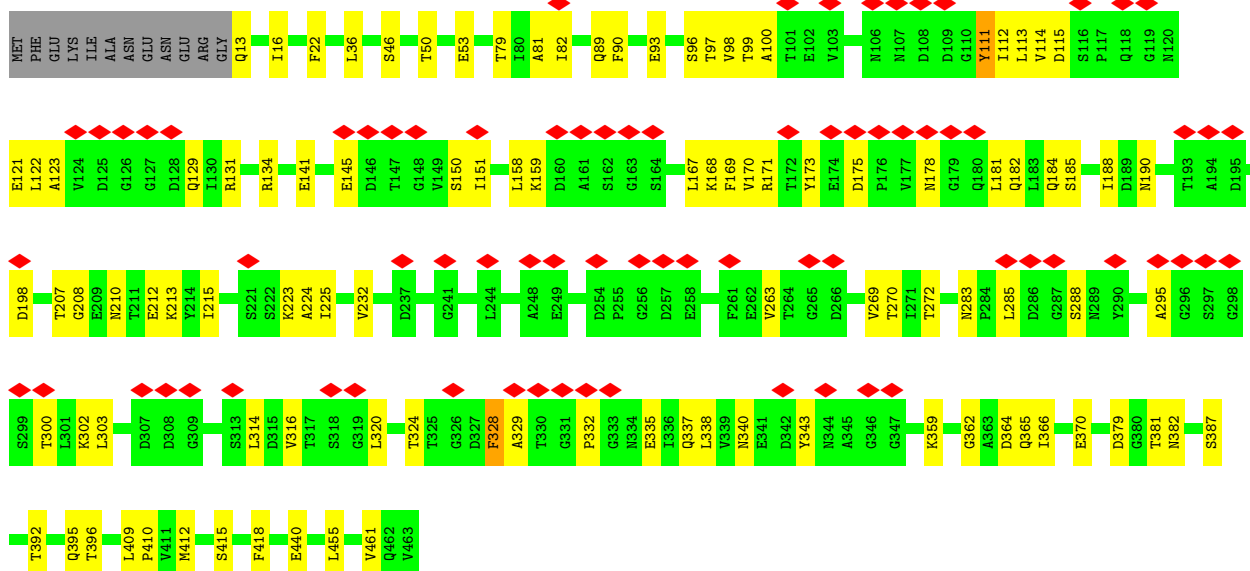 MET PHE GLU LYS ILE ALA ASN GLU ASN GLU ARG GLY Q13 I16 F22 L36 S46 T50 E53 T79 I80 A81 I82 Q89 F90 E93 S96 T97 V98 T99 A100 T101 E102 V103 N106 N107 D108 D109 G110 Y111 I112 L113 V114 D115 S116 P117 Q118 G119 N120
E121 L122 A123 V124 D125 G126 G127 D128 Q129 I130 R131 R134 E141 E145 D146 T147 G148 V149 S150 I151 L158 K159 D160 A161 S162 G163 S164 L167 K168 F169 V170 R171 T172 Y173 E174 D175 P176 V177 N178 G179 Q180 L181 Q182 L183 Q184 S185 I188 D189 N190 T193 A194 D195
D198 T207 G208 E209 N210 T211 E212 K213 Y214 I215 S221 S222 K223 A224 I225 V232 D237 G241 L244 A248 E249 D254 P255 G256 D257 E258 F261 E262 V263 T264 G265 D266 V269 T270 I271 T272 N283 P284 L285 D286 G287 S288 N289 Y290 A295 G296 S297 G298
S299 T300 L301 K302 L303 D307 D308 G309 S313 L314 D315 V316 T317 S318 G319 L320 T324 T325 G326 D327 F328 A329 T330 G331 P332 G333 N334 E335 I336 Q337 L338 V339 N340 E341 D342 Y343 N344 A345 G346 G347 K359 G362 A363 D364 Q365 I366 E370 D379 G380 T381 N382 S387
T392 Q395 T396 L409 P410 V411 M412 S415 F418 E440 L455 V461 Q462 V463